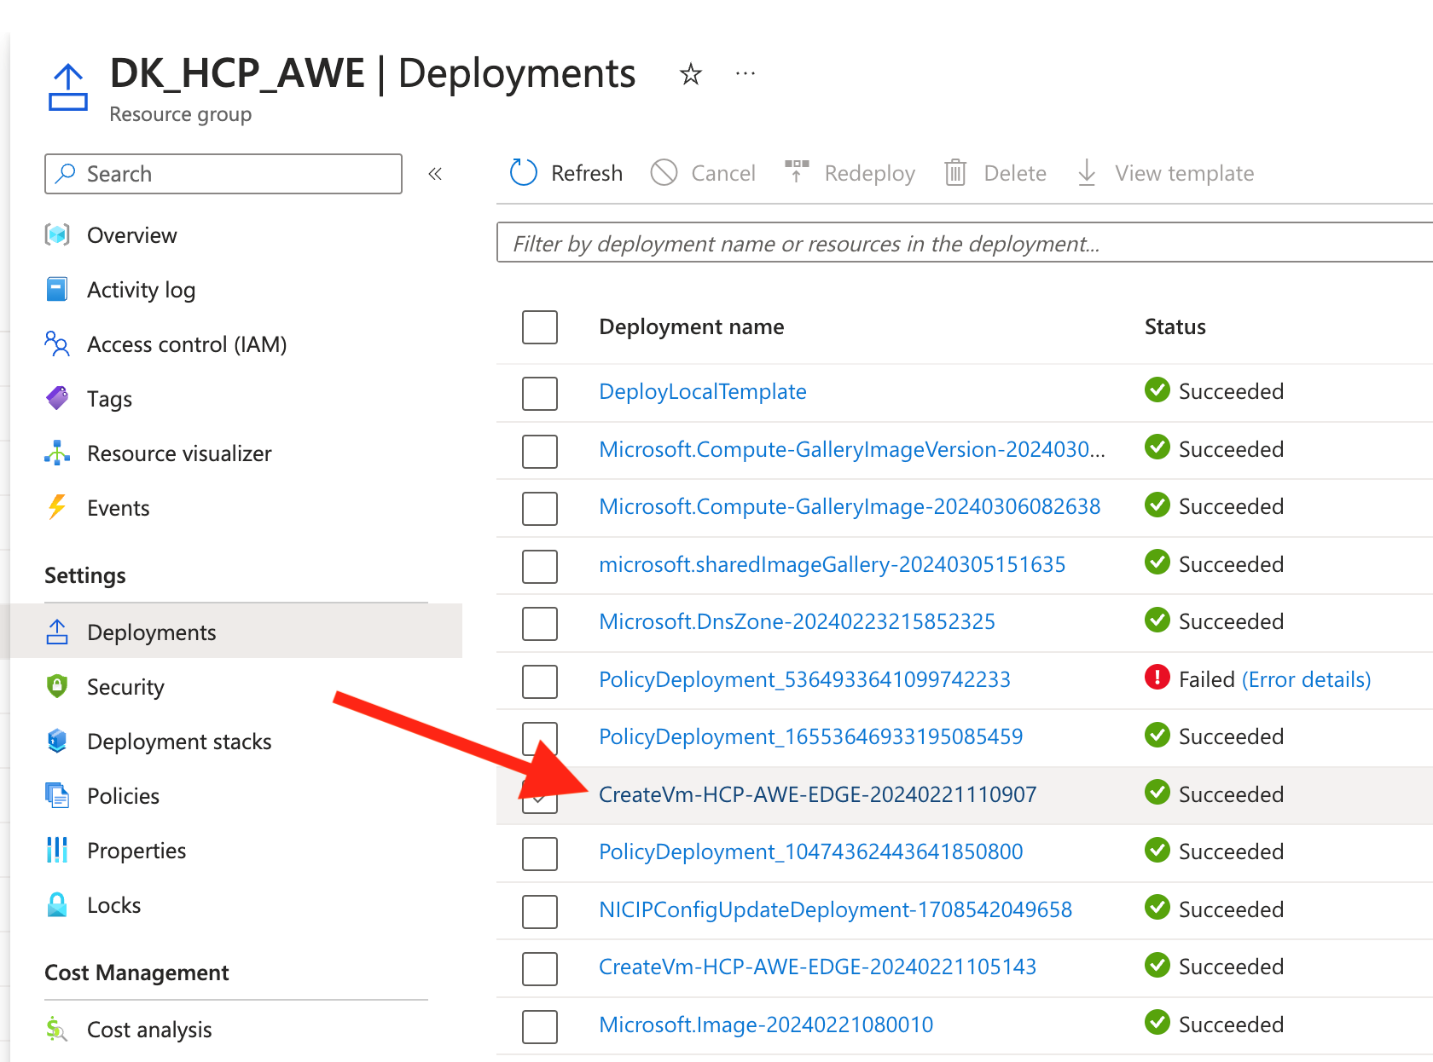 DK_HCP_AWE | Deployments
Resource group
Search
Overview
Activity log
Access control (IAM)
Tags
Resource visualizer
Events
Settings
Deployments
Security
Deployment stacks
Policies
Properties
Locks
Cost Management
Cost analysis
Refresh Cancel Redeploy Delete View template
Filter by deployment name or resources in the deployment...
Deployment name Status
DeployLocalTemplate Succeeded
Microsoft.Compute-GalleryImageVersion-2024030... Succeeded
Microsoft.Compute-GalleryImage-20240306082638 Succeeded
microsoft.sharedImageGallery-20240305151635 Succeeded
Microsoft.DnsZone-20240223215852325 Succeeded
PolicyDeployment_5364933641099742233 Failed (Error details)
PolicyDeployment_16553646933195085459 Succeeded
CreateVm-HCP-AWE-EDGE-20240221110907 Succeeded
PolicyDeployment_10474362443641850800 Succeeded
NICIPConfigUpdateDeployment-1708542049658 Succeeded
CreateVm-HCP-AWE-EDGE-20240221105143 Succeeded
Microsoft.Image-20240221080010 Succeeded